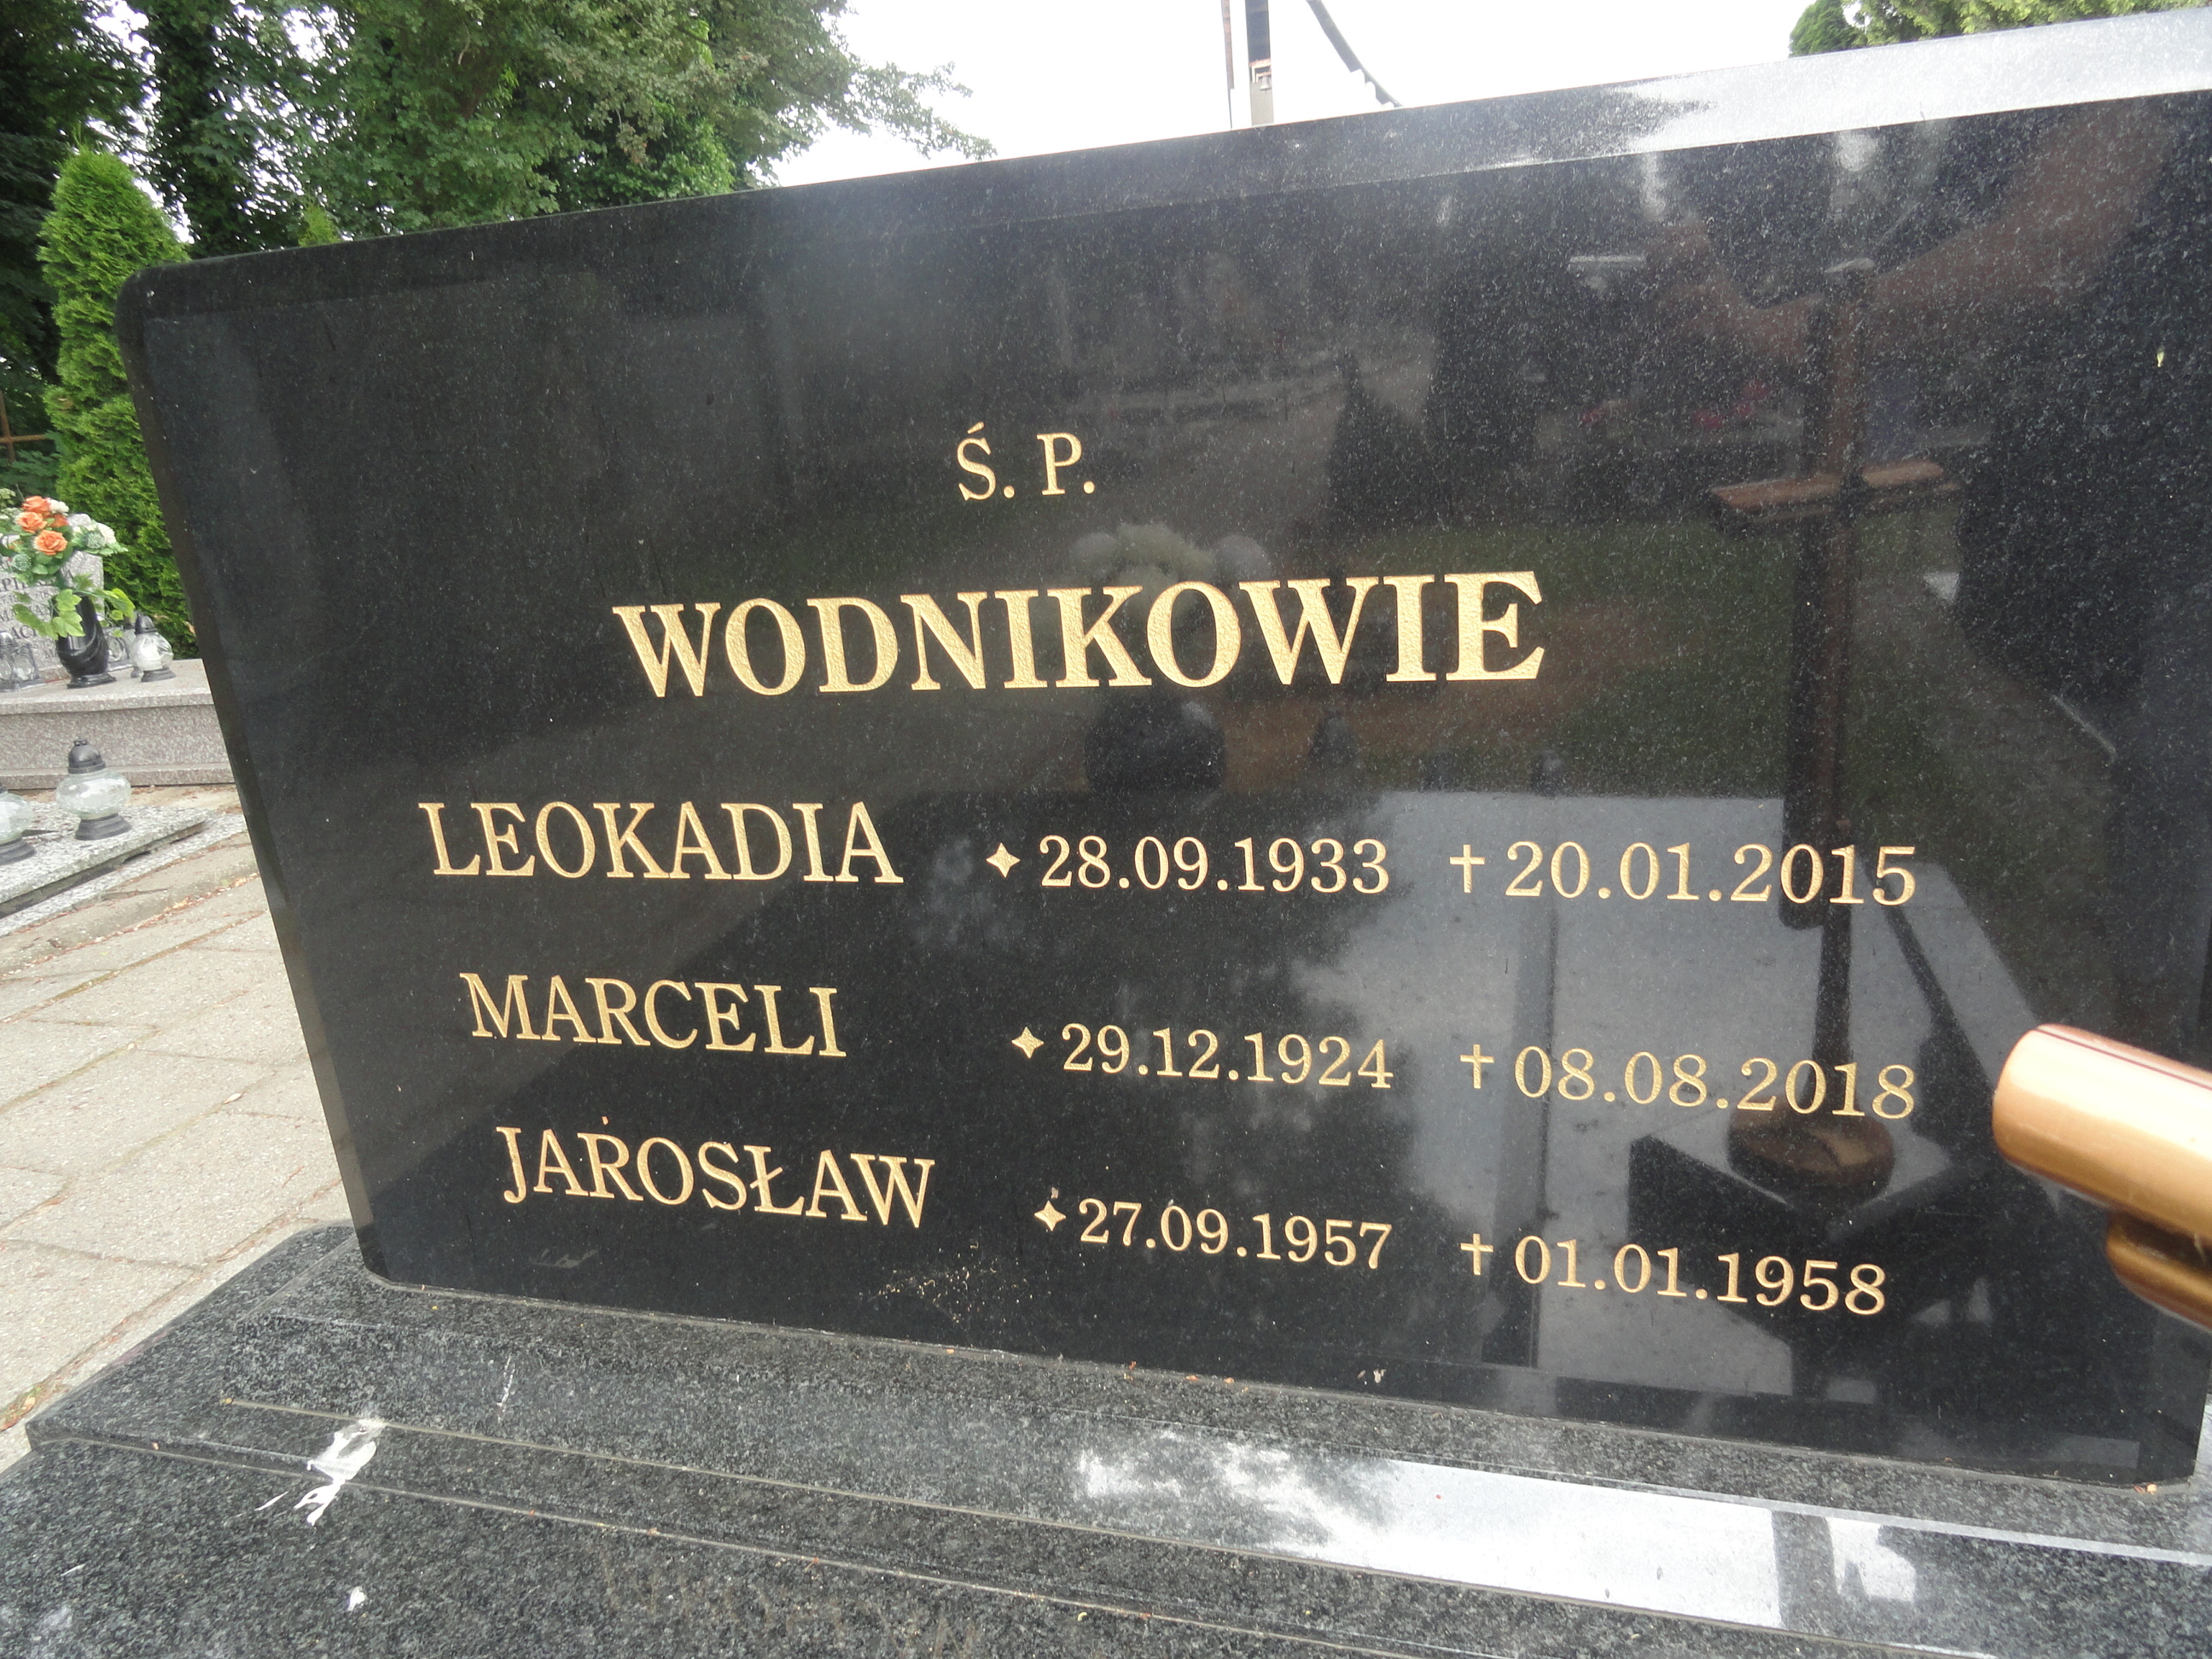 Ś. P.
WODNIKOWIE
LEOKADIA ✦ 28.09.1933 † 20.01.2015
MARCELI ✦ 29.12.1924 † 08.08.2018
JAROSŁAW ✦ 27.09.1957 † 01.01.1958